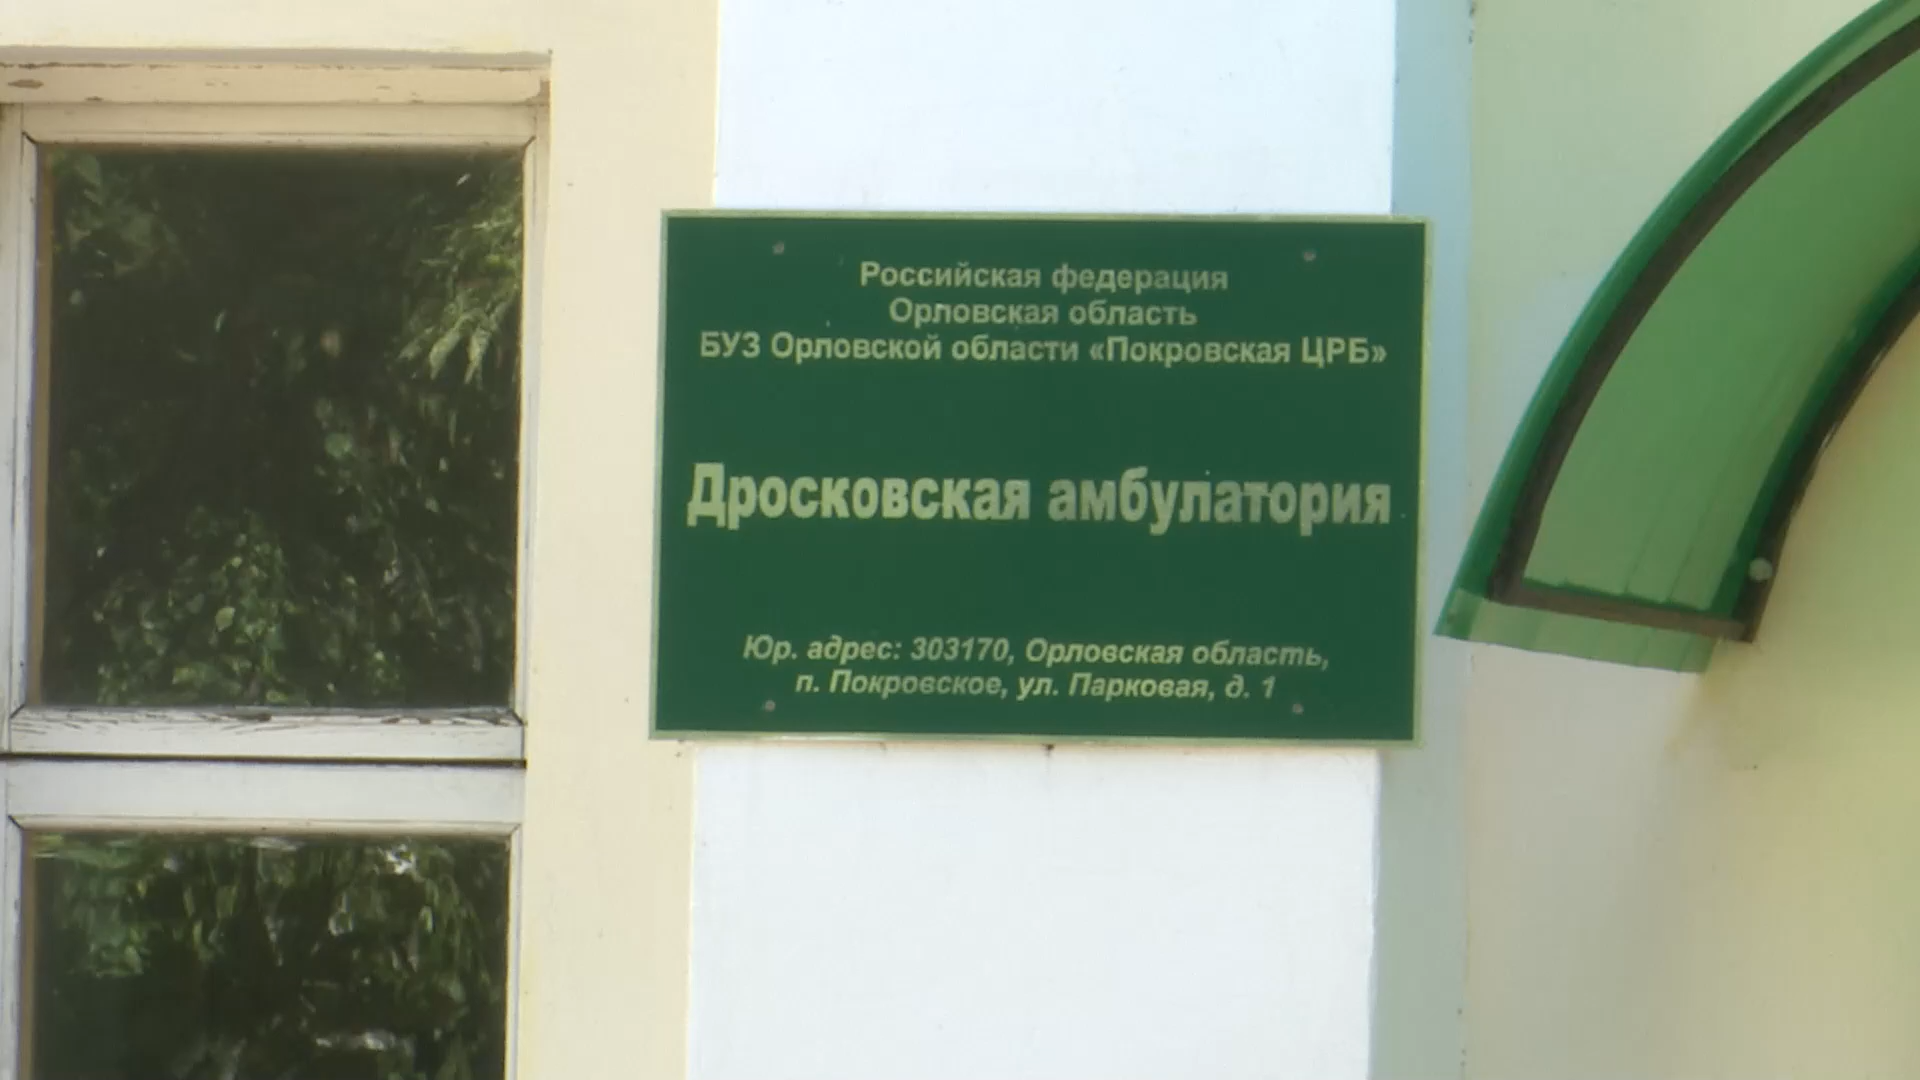 Российская федерация
Орловская область
БУЗ Орловской области «Покровская ЦРБ»
Дросковская амбулатория
Юр. адрес: 303170, Орловская область,
п. Покровское, ул. Парковая, д. 1